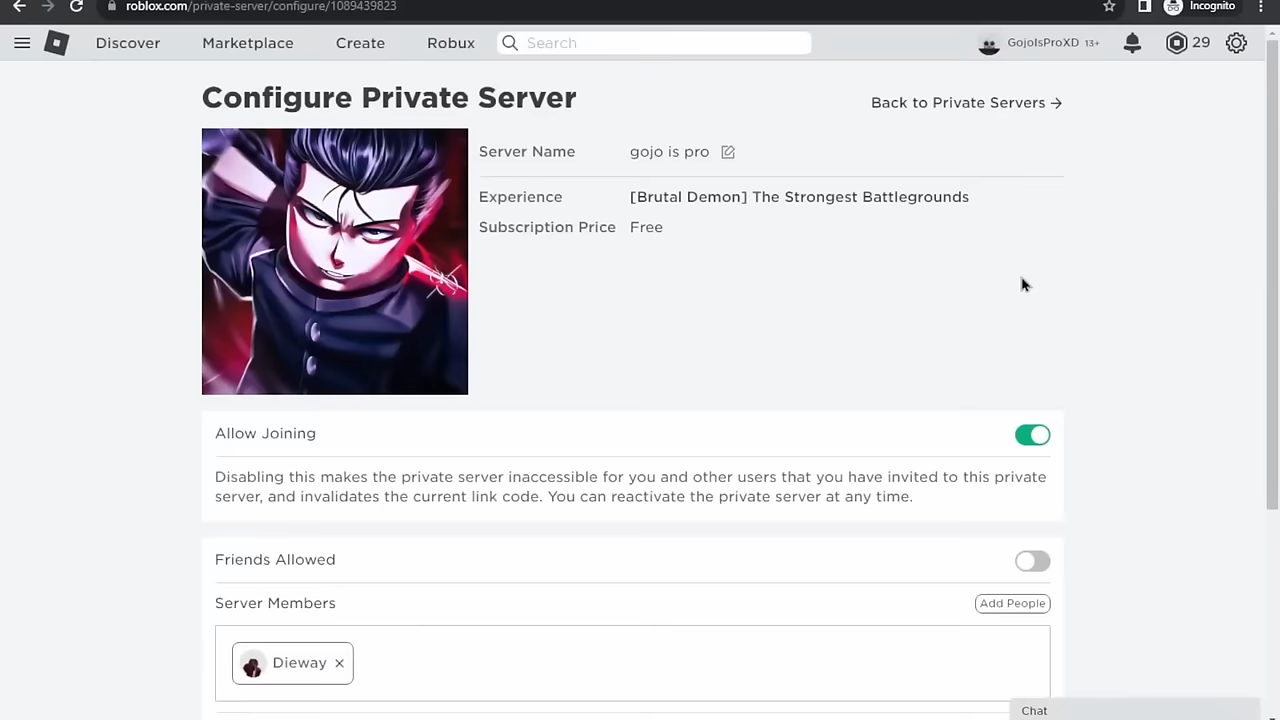 roblox.com/private-server/configure/1089439823
Incognito
Discover
Marketplace
Create
Robux
Search
GojoIsProXD 13+
29
Configure Private Server
Back to Private Servers →
Server Name
gojo is pro
Experience
[Brutal Demon] The Strongest Battlegrounds
Subscription Price
Free
Allow Joining
Disabling this makes the private server inaccessible for you and other users that you have invited to this private
server, and invalidates the current link code. You can reactivate the private server at any time.
Friends Allowed
Server Members
Add People
Dieway ×
Chat